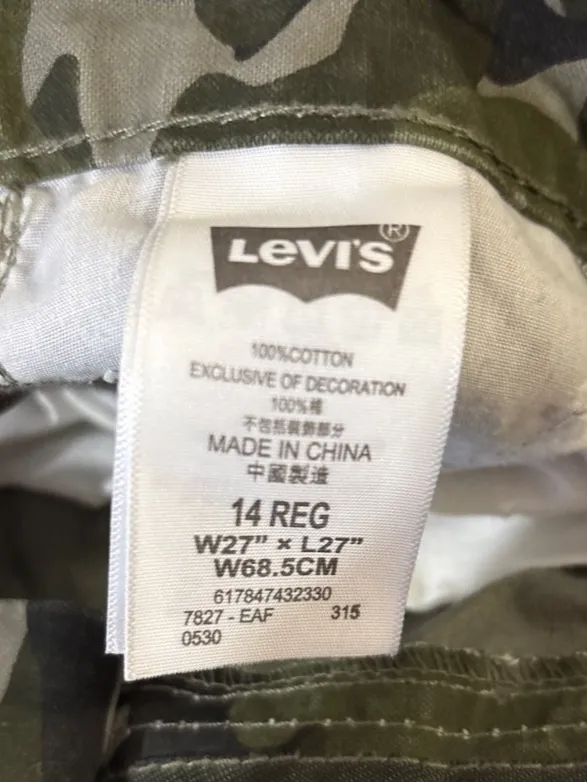 LEVI'S®
100%COTTON
EXCLUSIVE OF DECORATION
100%棉
不包括裝飾部分
MADE IN CHINA
中國製造
14 REG
W27" × L27"
W68.5CM
617847432330
7827 - EAF 315
0530